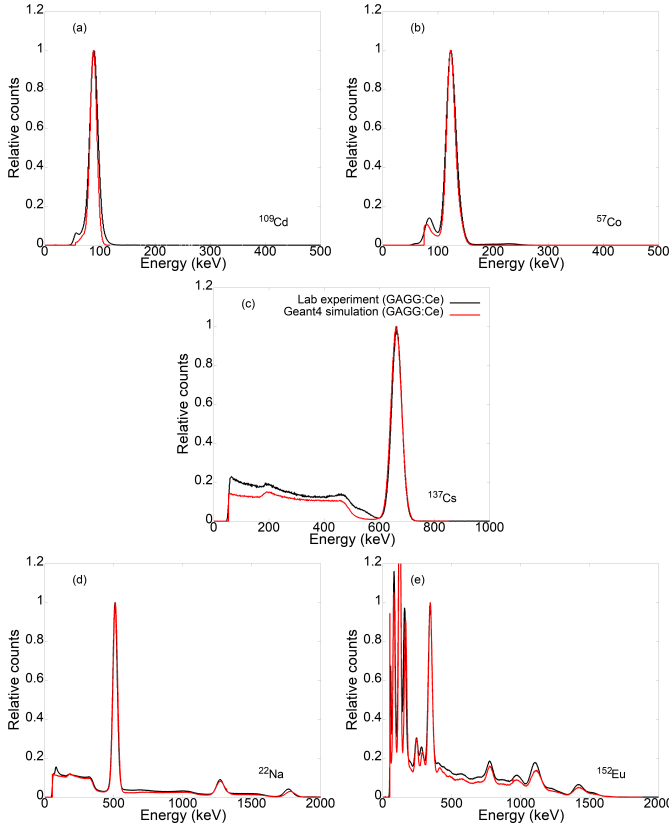 (a)
Relative counts
1.2
1
0.8
0.6
0.4
0.2
0
0 100 200 300 400 500
Energy (keV)
109Cd
(b)
Relative counts
1.2
1
0.8
0.6
0.4
0.2
0
0 100 200 300 400 500
Energy (keV)
57Co
(c)
Lab experiment (GAGG:Ce)
Geant4 simulation (GAGG:Ce)
Relative counts
1.2
1
0.8
0.6
0.4
0.2
0
0 200 400 600 800 1000
Energy (keV)
137Cs
(d)
Relative counts
1.2
1
0.8
0.6
0.4
0.2
0
0 500 1000 1500 2000
Energy (keV)
22Na
(e)
Relative counts
1.2
1
0.8
0.6
0.4
0.2
0
0 500 1000 1500 2000
Energy (keV)
152Eu